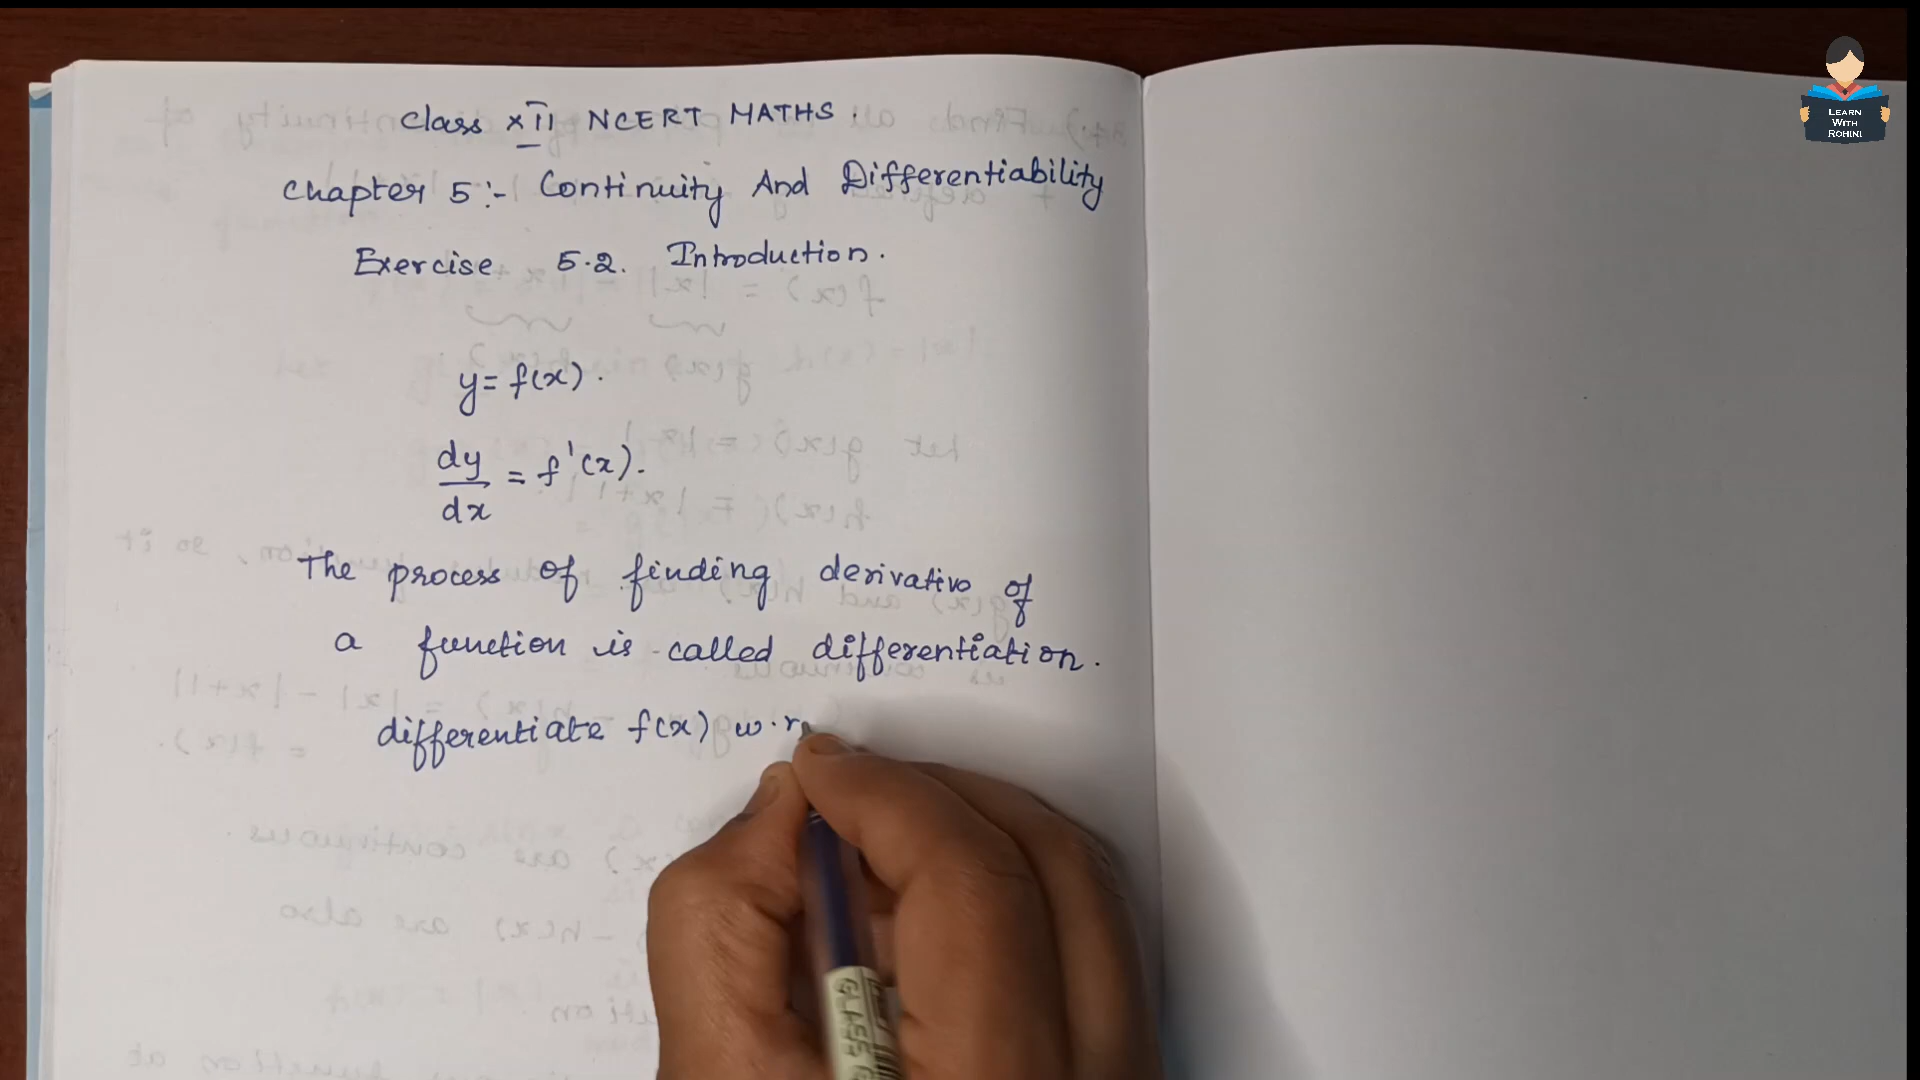 Class XII NCERT MATHS.
Chapter 5:- Continuity And Differentiability
Exercise 5.2. Introduction.
y = f(x).
dy/dx = f'(x).
The process of finding derivative of
a function is called differentiation.
differentiate f(x) w.r
LEARN
WITH
ROHINI